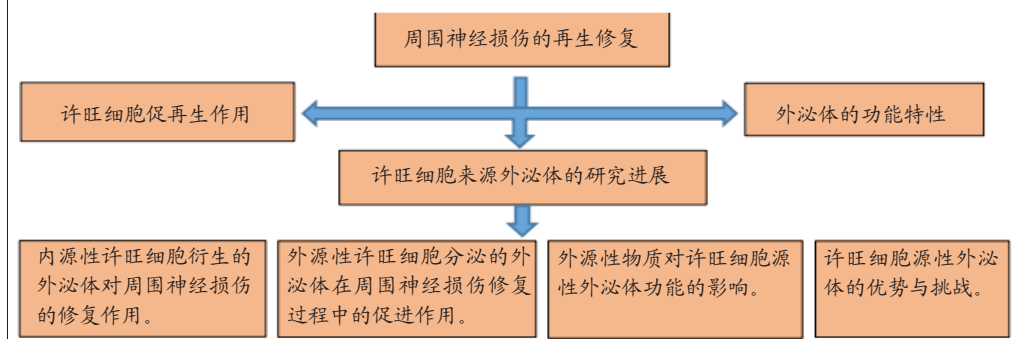 周围神经损伤的再生修复
许旺细胞促再生作用
外泌体的功能特性
许旺细胞来源外泌体的研究进展
内源性许旺细胞衍生的
外泌体对周围神经损伤
的修复作用。
外源性许旺细胞分泌的外
泌体在周围神经损伤修复
过程中的促进作用。
外源性物质对许旺细胞源
性外泌体功能的影响。
许旺细胞源性外泌
体的优势与挑战。